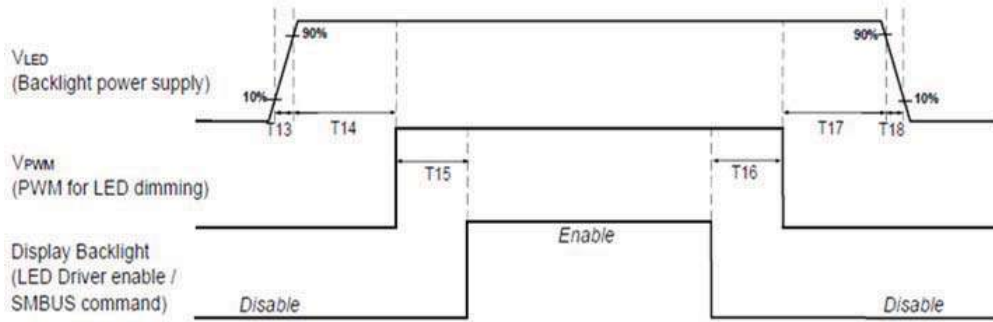 90%
90%
VLED
(Backlight power supply)
10%
10%
T13
T14
T17
T18
VPWM
(PWM for LED dimming)
T15
T16
Display Backlight
(LED Driver enable /
SMBUS command)
Enable
Disable
Disable